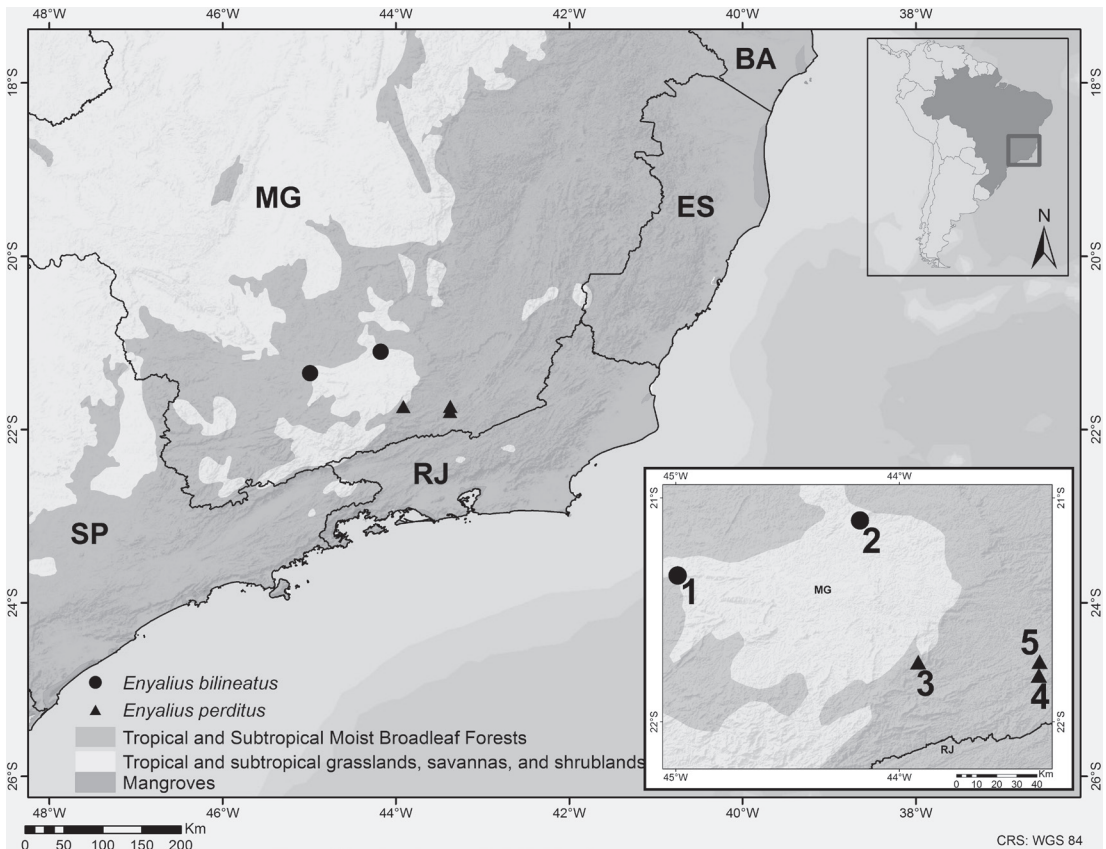 48°W 46°W 44°W 42°W 40°W 38°W
18°S 18°S
BA
MG
ES
N
20°S 20°S
22°S 22°S
RJ
SP
24°S 24°S
45°W 44°W
21°S 21°S
2
1
MG
5
3
4
22°S 22°S
RJ
45°W 44°W
Km
0 10 20 30 40
Enyalius bilineatus
Enyalius perditus
Tropical and Subtropical Moist Broadleaf Forests
Tropical and subtropical grasslands, savannas, and shrublands
Mangroves
26°S 26°S
48°W 46°W 44°W 42°W 40°W 38°W
Km
0 50 100 150 200
CRS: WGS 84